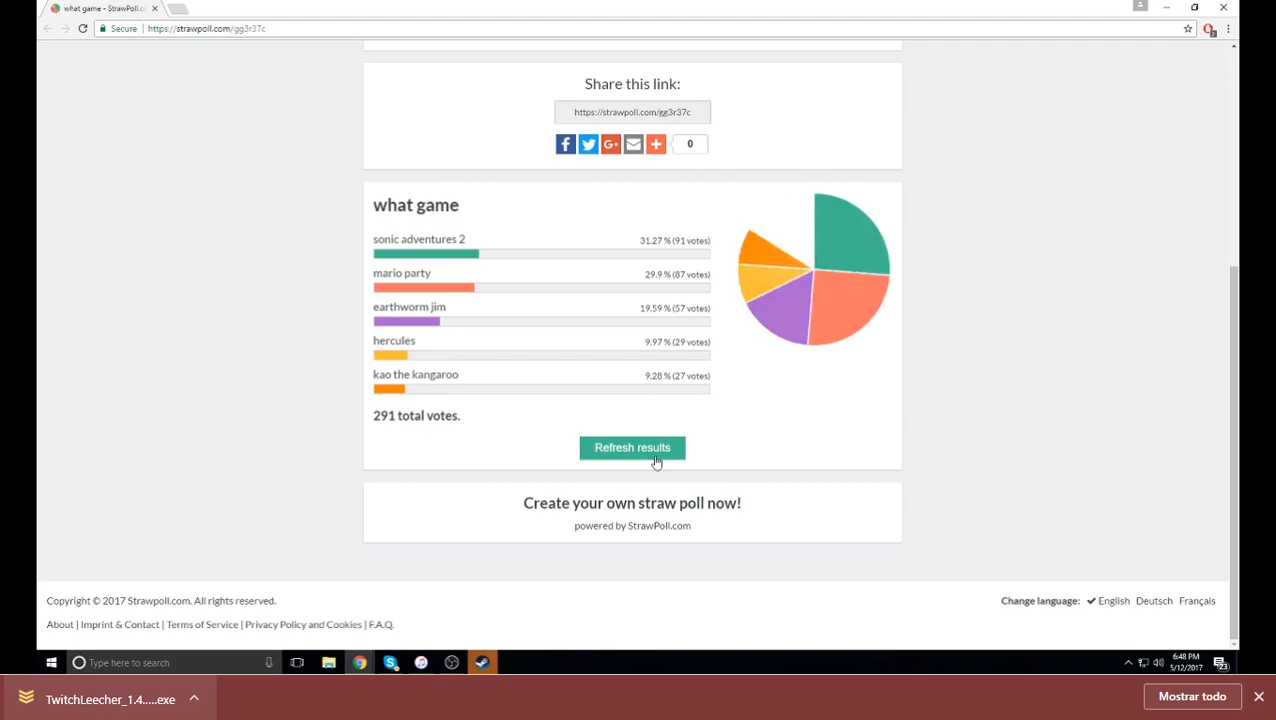 what game - StrawPoll.c
Secure https://strawpoll.com/gg3r37c
Share this link:
https://strawpoll.com/gg3r37c
0
what game
sonic adventures 2 31.27 % (91 votes)
mario party 29.9 % (87 votes)
earthworm jim 19.59 % (57 votes)
hercules 9.97 % (29 votes)
kao the kangaroo 9.28 % (27 votes)
291 total votes.
Refresh results
Create your own straw poll now!
powered by StrawPoll.com
Copyright © 2017 Strawpoll.com. All rights reserved.
Change language: English Deutsch Français
About | Imprint & Contact | Terms of Service | Privacy Policy and Cookies | F.A.Q.
Type here to search
6:48 PM
5/12/2017
23
TwitchLeecher_1.4.....exe
Mostrar todo